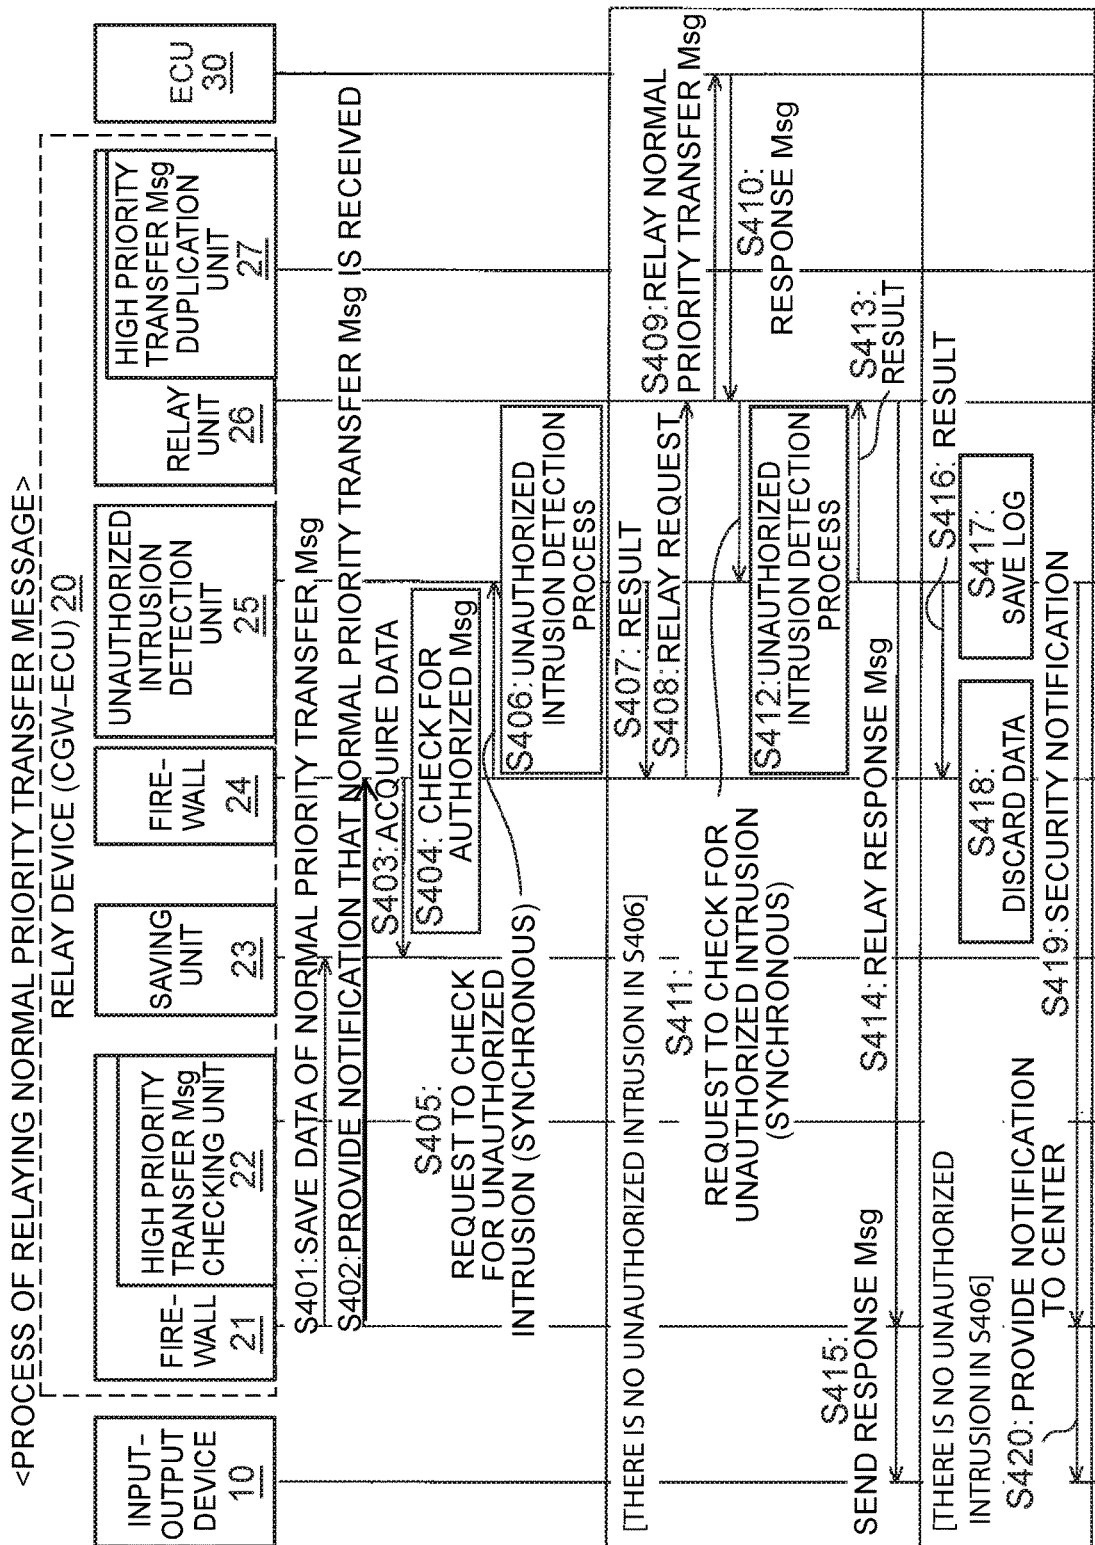 <PROCESS OF RELAYING NORMAL PRIORITY TRANSFER MESSAGE>
RELAY DEVICE (CGW-ECU) 20
INPUT-
OUTPUT
DEVICE
10
FIRE-
WALL
21
HIGH PRIORITY
TRANSFER Msg
CHECKING UNIT
22
SAVING
UNIT
23
FIRE-
WALL
24
UNAUTHORIZED
INTRUSION
DETECTION
UNIT
25
RELAY
UNIT
26
HIGH PRIORITY
TRANSFER Msg
DUPLICATION
UNIT
27
ECU
30
S401:SAVE DATA OF NORMAL PRIORITY TRANSFER Msg
S402:PROVIDE NOTIFICATION THAT NORMAL PRIORITY TRANSFER Msg IS RECEIVED
S403: ACQUIRE DATA
S404: CHECK FOR
AUTHORIZED Msg
S405:
REQUEST TO CHECK
FOR UNAUTHORIZED
INTRUSION (SYNCHRONOUS)
S406: UNAUTHORIZED
INTRUSION DETECTION
PROCESS
[THERE IS NO UNAUTHORIZED INTRUSION IN S406]
S407: RESULT
S408: RELAY REQUEST
S409:RELAY NORMAL
PRIORITY TRANSFER Msg
S410:
RESPONSE Msg
S411:
REQUEST TO CHECK FOR
UNAUTHORIZED INTRUSION
(SYNCHRONOUS)
S412:UNAUTHORIZED
INTRUSION DETECTION
PROCESS
S413:
RESULT
S414: RELAY RESPONSE Msg
S415:
SEND RESPONSE Msg
[THERE IS NO UNAUTHORIZED
INTRUSION IN S406]
S416: RESULT
S417:
SAVE LOG
S418:
DISCARD DATA
S419:SECURITY NOTIFICATION
S420: PROVIDE NOTIFICATION
TO CENTER